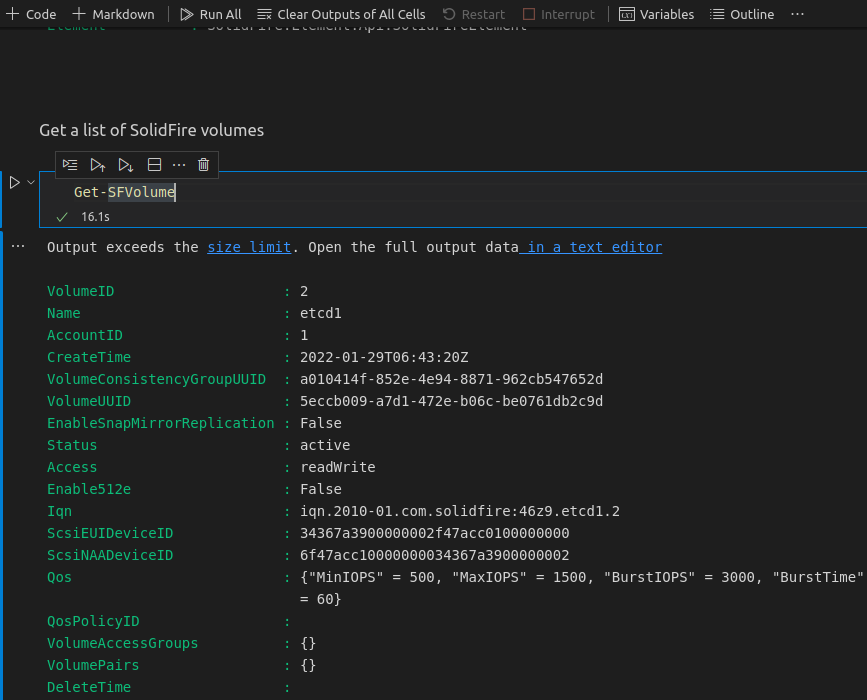 Code Markdown Run All Clear Outputs of All Cells Restart Interrupt Variables Outline ...
Element : SolidFire.Element.Api.SolidFireElement
Get a list of SolidFire volumes
Get-SFVolume
16.1s
Output exceeds the size limit. Open the full output data in a text editor
VolumeID : 2
Name : etcd1
AccountID : 1
CreateTime : 2022-01-29T06:43:20Z
VolumeConsistencyGroupUUID : a010414f-852e-4e94-8871-962cb547652d
VolumeUUID : 5eccb009-a7d1-472e-b06c-be0761db2c9d
EnableSnapMirrorReplication : False
Status : active
Access : readWrite
Enable512e : False
Iqn : iqn.2010-01.com.solidfire:46z9.etcd1.2
ScsiEUIDeviceID : 34367a3900000002f47acc0100000000
ScsiNAADeviceID : 6f47acc10000000034367a3900000002
Qos : {"MinIOPS" = 500, "MaxIOPS" = 1500, "BurstIOPS" = 3000, "BurstTime"
= 60}
QosPolicyID :
VolumeAccessGroups : {}
VolumePairs : {}
DeleteTime :